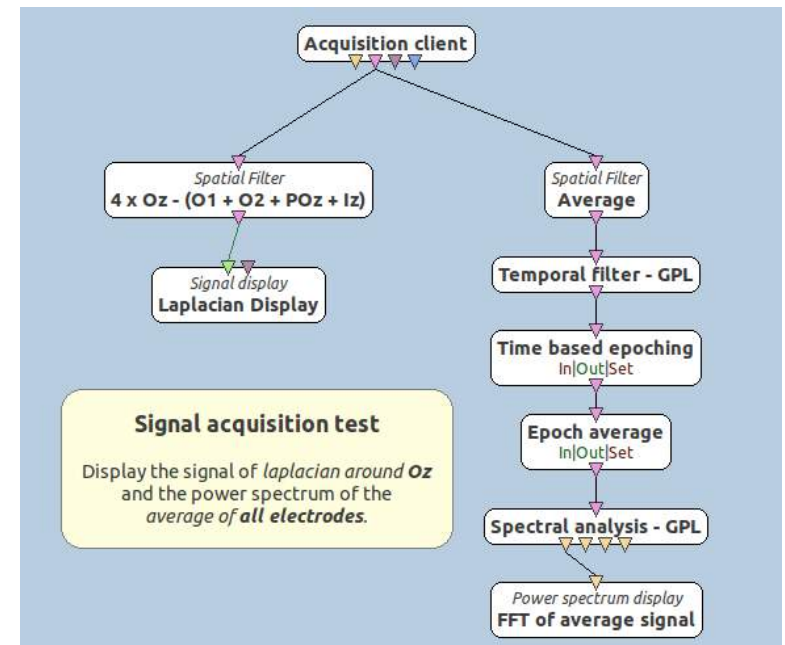 Acquisition client
Spatial Filter
4 x Oz - (O1 + O2 + POz + Iz)
Spatial Filter
Average
Signal display
Laplacian Display
Temporal filter - GPL
Time based epoching
In|Out|Set
Epoch average
In|Out|Set
Signal acquisition test
Display the signal of laplacian around Oz
and the power spectrum of the
average of all electrodes.
Spectral analysis - GPL
Power spectrum display
FFT of average signal